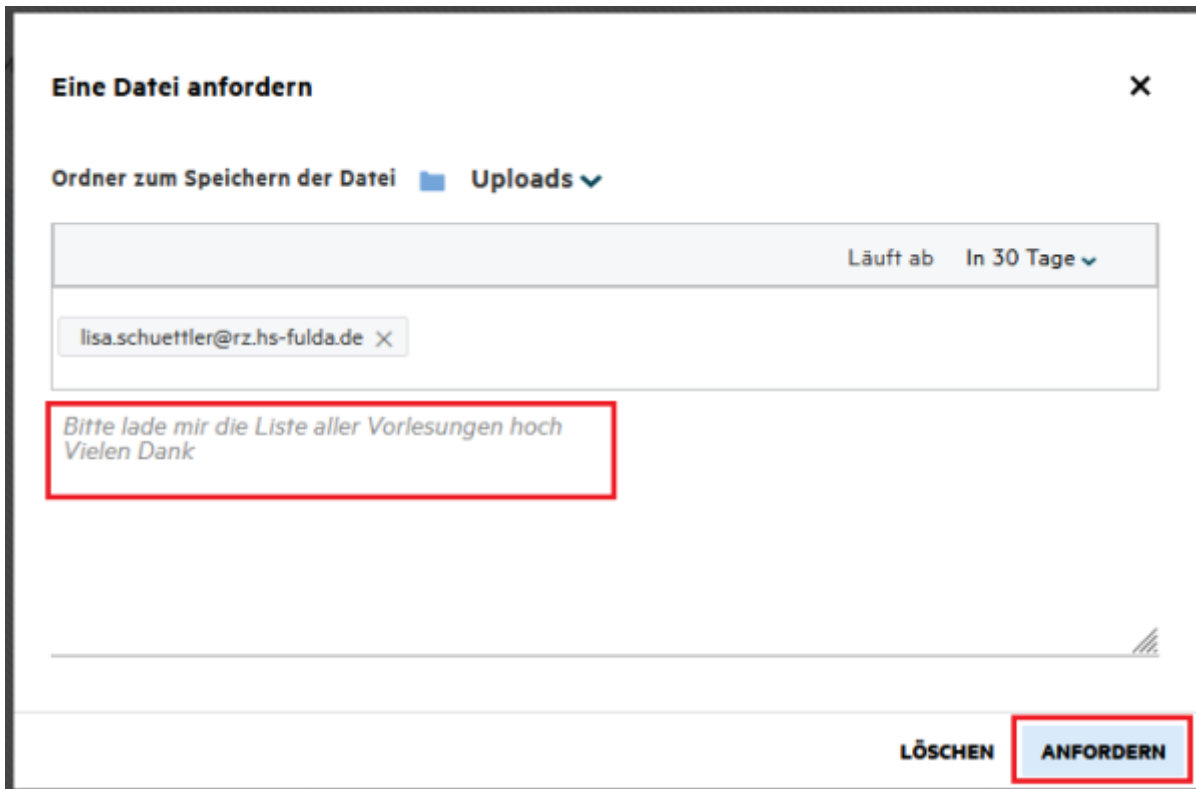 Eine Datei anfordern
Ordner zum Speichern der Datei Uploads
Läuft ab In 30 Tage
lisa.schuettler@rz.hs-fulda.de
Bitte lade mir die Liste aller Vorlesungen hoch
Vielen Dank
LÖSCHEN ANFORDERN